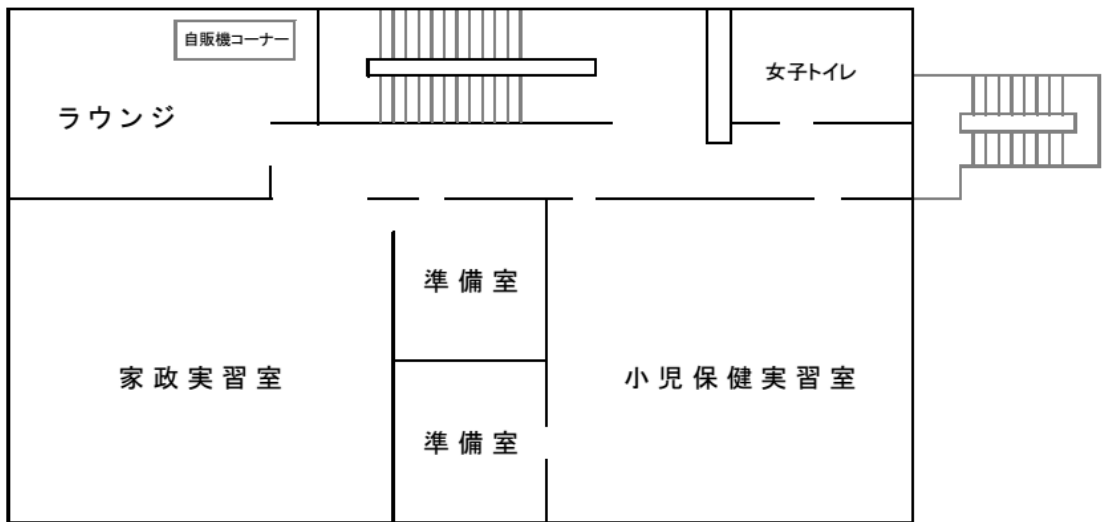 自販機コーナー
女子トイレ
ラウンジ
準備室
家政実習室
小児保健実習室
準備室